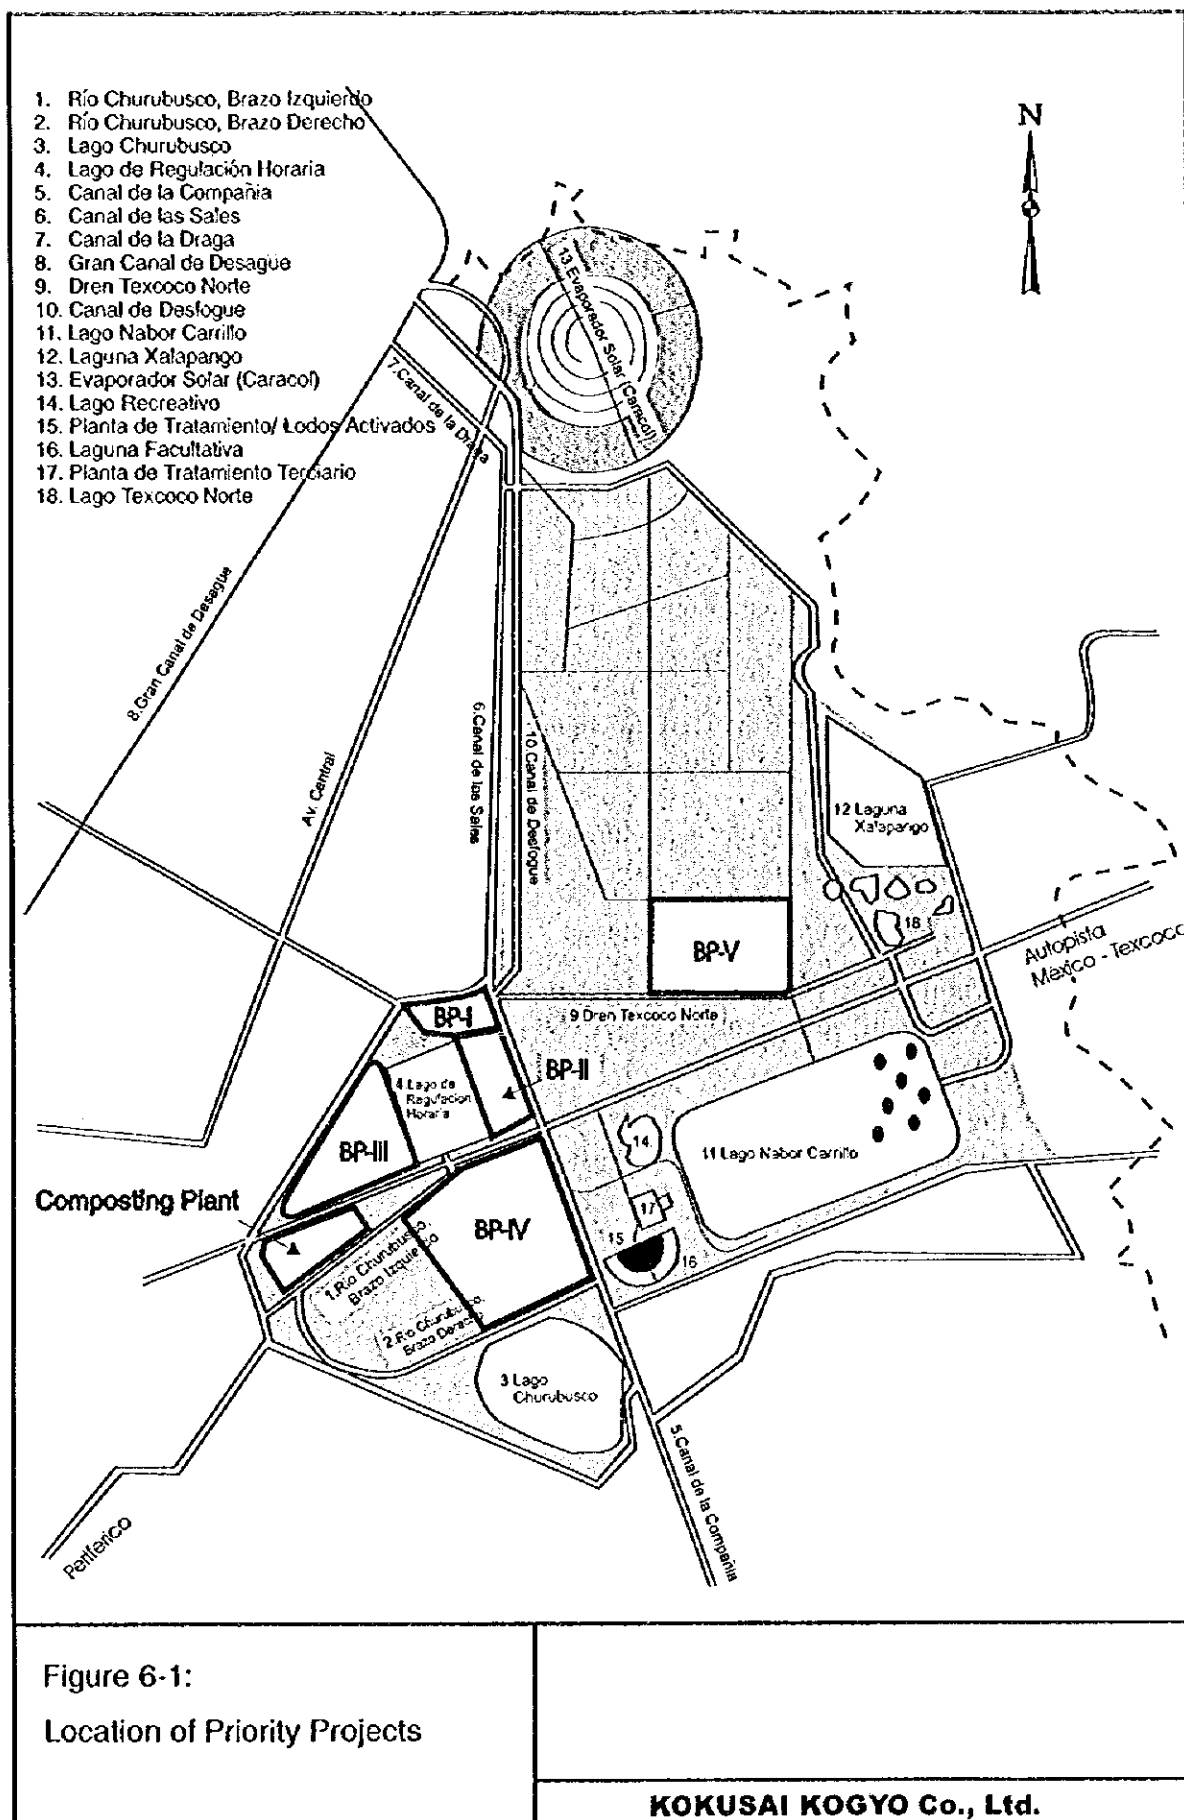 1. Río Churubusco, Brazo Izquierdo
2. Río Churubusco, Brazo Derecho
3. Lago Churubusco
4. Lago de Regulación Horaria
5. Canal de la Compañia
6. Canal de las Sales
7. Canal de la Draga
8. Gran Canal de Desague
9. Dren Texcoco Norte
10. Canal de Desfogue
11. Lago Nabor Carrillo
12. Laguna Xalapango
13. Evaporador Solar (Caracol)
14. Lago Recreativo
15. Planta de Tratamiento/ Lodos Activados
16. Laguna Facultativa
17. Planta de Tratamiento Terciario
18. Lago Texcoco Norte
N
13.Evaporador Solar (Caracol)
7.Canal de la Draga
8.Gran Canal de Desague
Av. Central
6.Canal de las Sales
10.Canal de Desfogue
12 Laguna
Xalapango
18
BP-V
Autopista
Mexico - Texcoco
BP-I
9 Dren Texcoco Norte
BP-II
4.Lago de
Regulacion
Horaria
BP-III
14
11 Lago Nabor Carrillo
Composting Plant
17
BP-IV
15
16
1.Rio Churubusco
Brazo Izquierdo
2.Rio Churubusco
Brazo Derecho
3 Lago
Churubusco
5.Canal de la Compañia
Periferico
Figure 6-1:
Location of Priority Projects
KOKUSAI KOGYO Co., Ltd.